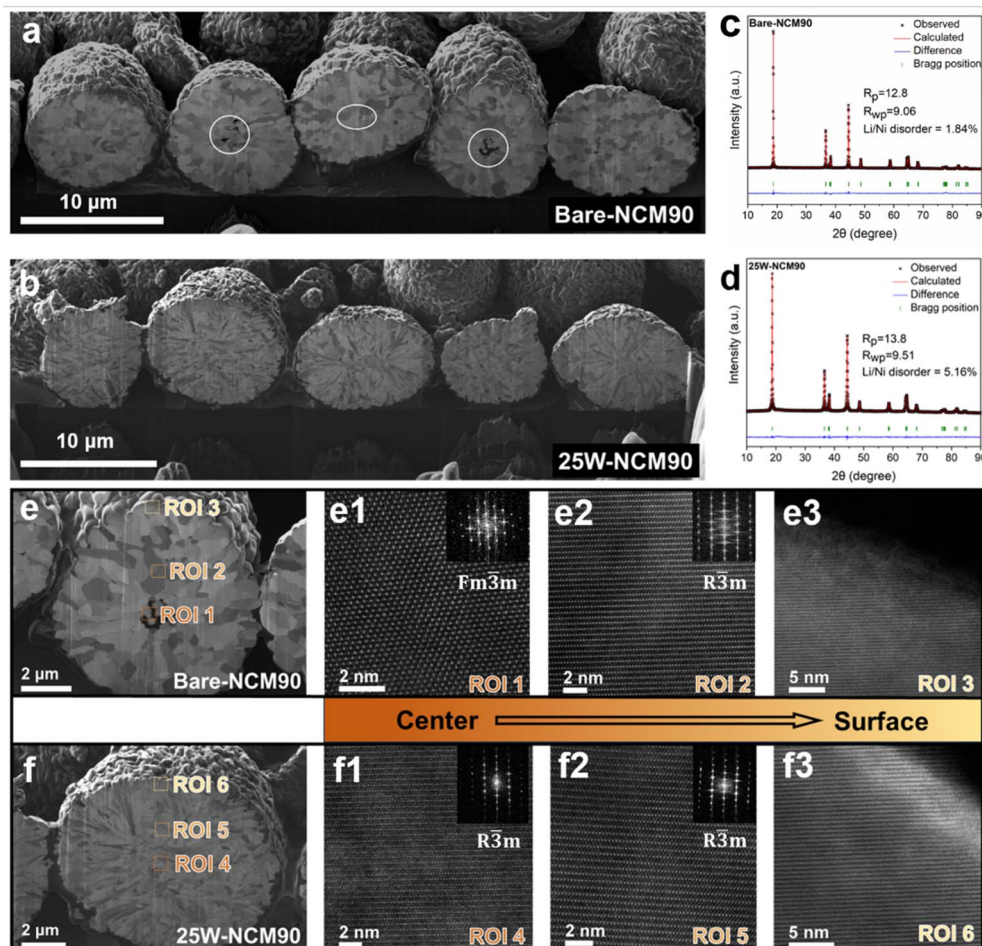 a
10 μm
Bare-NCM90
b
10 μm
25W-NCM90
c
Bare-NCM90
Observed
Calculated
Difference
Bragg position
Rp=12.8
Rwp=9.06
Li/Ni disorder = 1.84%
Intensity (a.u.)
10 20 30 40 50 60 70 80 90
2θ (degree)
d
25W-NCM90
Observed
Calculated
Difference
Bragg position
Rp=13.8
Rwp=9.51
Li/Ni disorder = 5.16%
Intensity (a.u.)
10 20 30 40 50 60 70 80 90
2θ (degree)
e
ROI 3
ROI 2
ROI 1
2 μm
Bare-NCM90
e1
Fm3̅m
2 nm
ROI 1
e2
R3̅m
2 nm
ROI 2
e3
5 nm
ROI 3
Center
Surface
f
ROI 6
ROI 5
ROI 4
2 μm
25W-NCM90
f1
R3̅m
2 nm
ROI 4
f2
R3̅m
2 nm
ROI 5
f3
5 nm
ROI 6